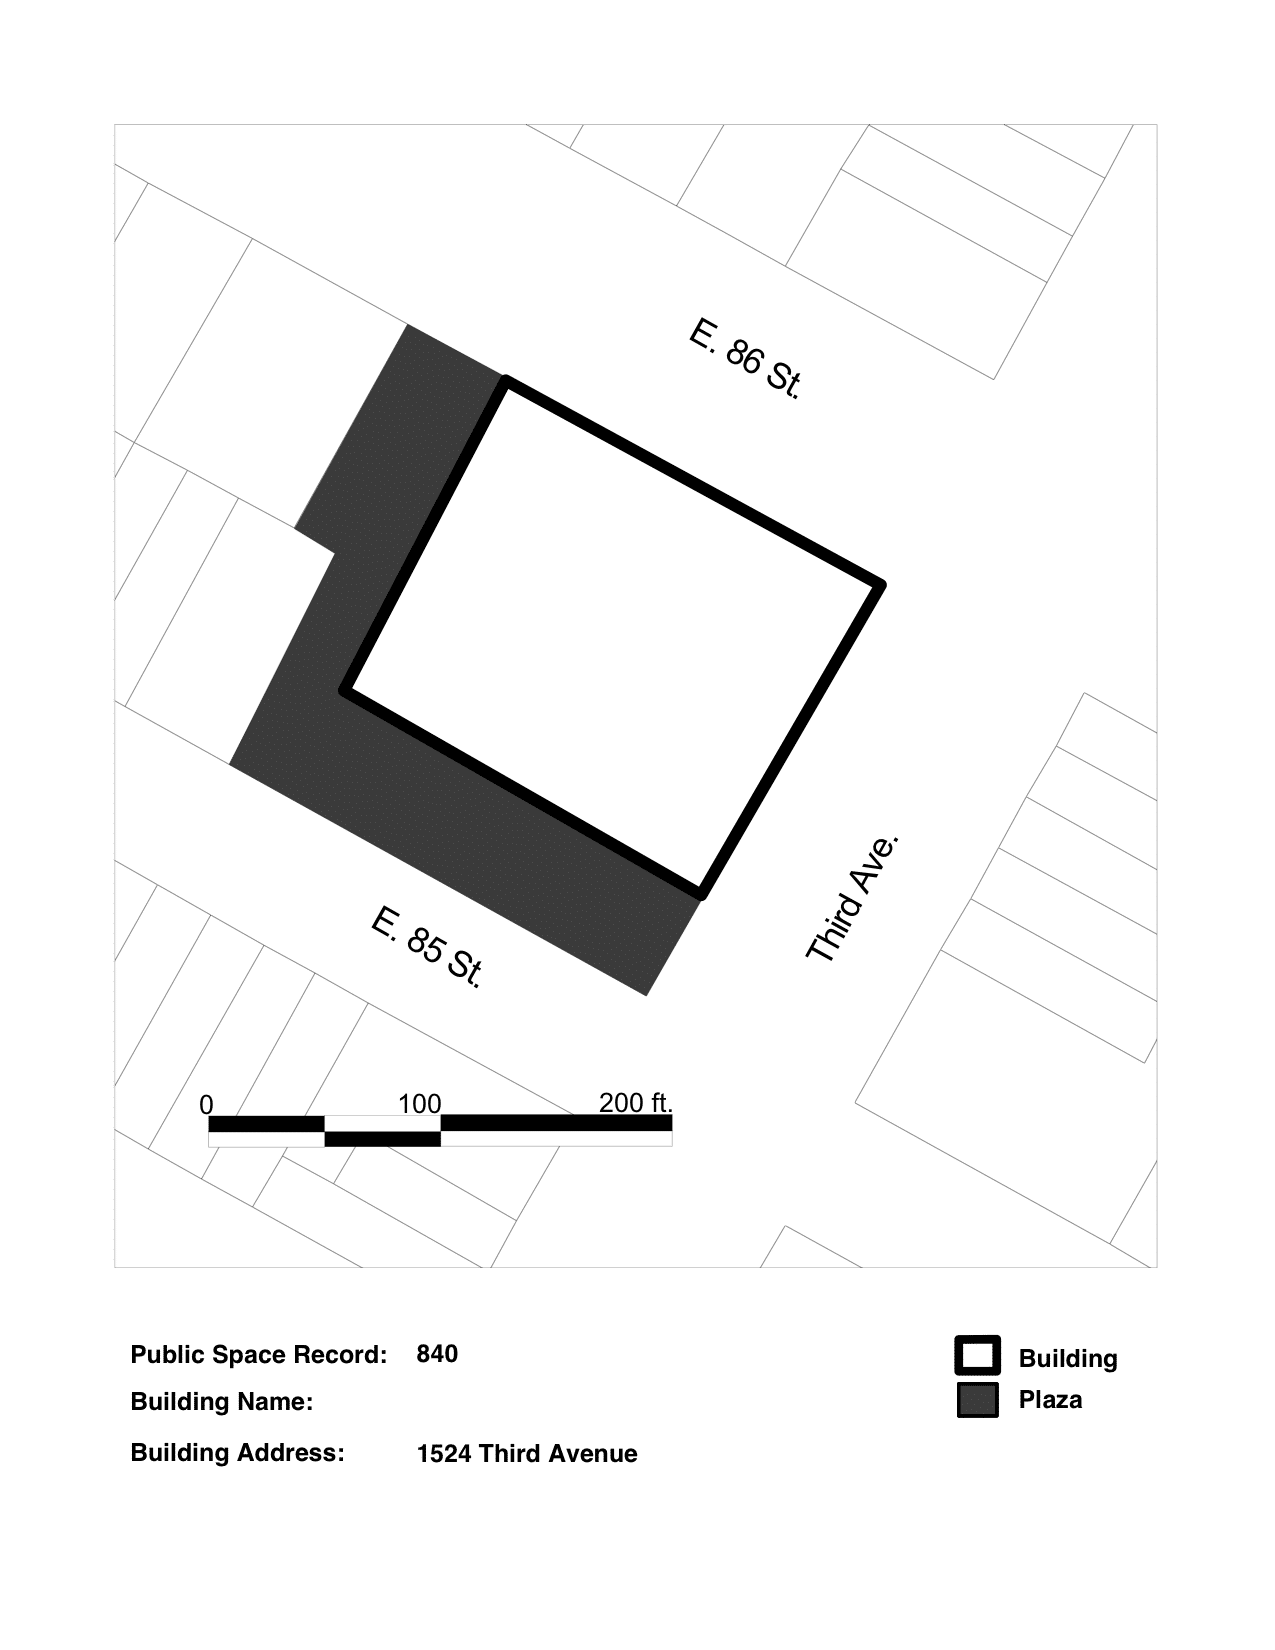 E. 86 St.
Third Ave.
E. 85 St.
0 100 200 ft.
Public Space Record: 840
Building Name:
Building Address: 1524 Third Avenue
Building
Plaza